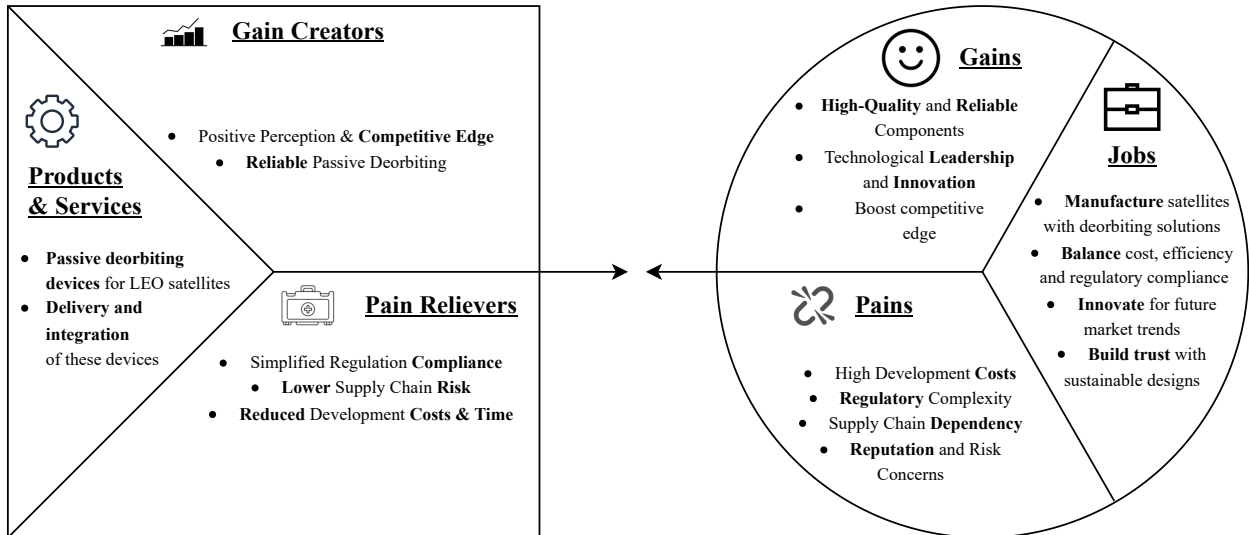 Gain Creators
• Positive Perception & Competitive Edge
• Reliable Passive Deorbiting
Products
& Services
• Passive deorbiting
devices for LEO satellites
• Delivery and
integration
of these devices
Pain Relievers
• Simplified Regulation Compliance
• Lower Supply Chain Risk
• Reduced Development Costs & Time
Gains
• High-Quality and Reliable
Components
• Technological Leadership
and Innovation
• Boost competitive
edge
Jobs
• Manufacture satellites
with deorbiting solutions
• Balance cost, efficiency
and regulatory compliance
• Innovate for future
market trends
• Build trust with
sustainable designs
Pains
• High Development Costs
• Regulatory Complexity
• Supply Chain Dependency
• Reputation and Risk
Concerns